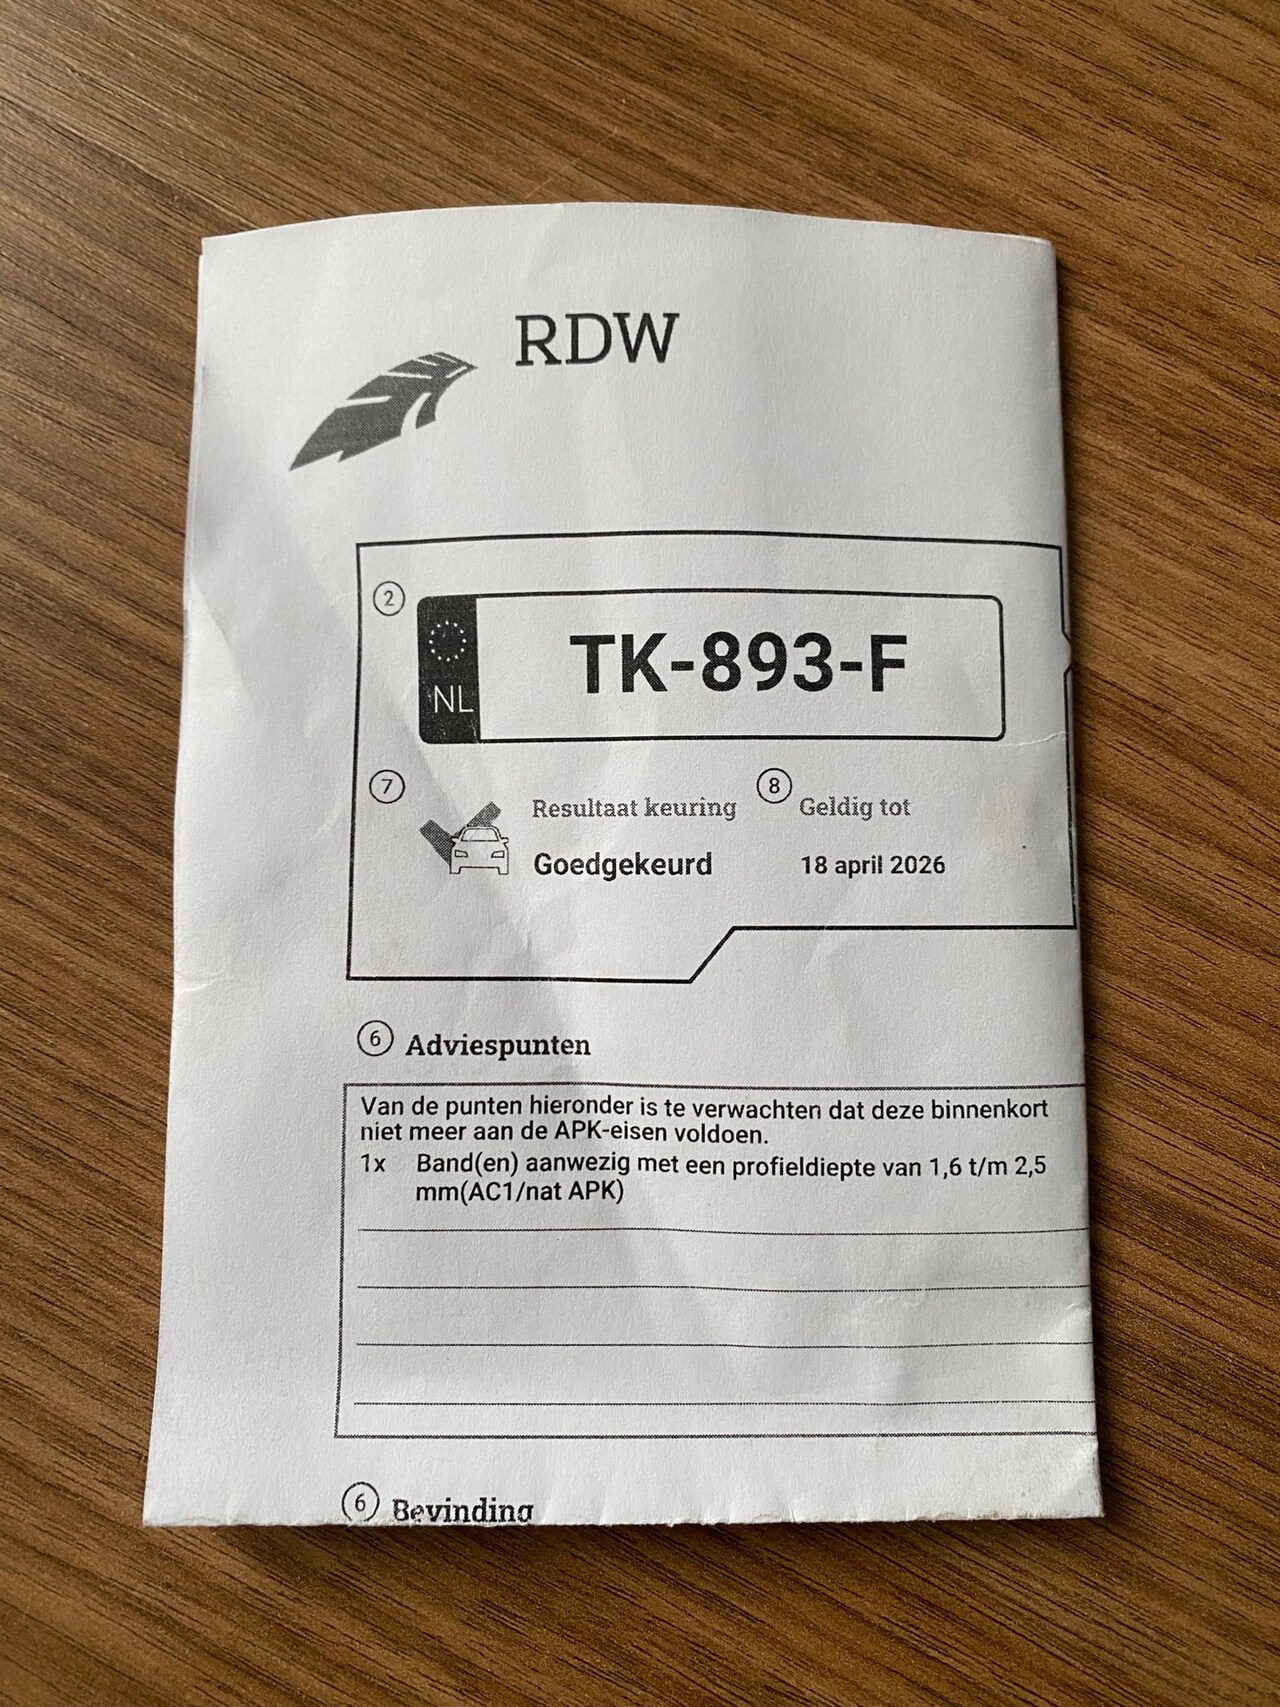 RDW
2
NL
TK-893-F
7
Resultaat keuring
8
Geldig tot
Goedgekeurd
18 april 2026
6 Adviespunten
Van de punten hieronder is te verwachten dat deze binnenkort
niet meer aan de APK-eisen voldoen.
1x Band(en) aanwezig met een profieldiepte van 1,6 t/m 2,5
mm(AC1/nat APK)
6 Bevinding